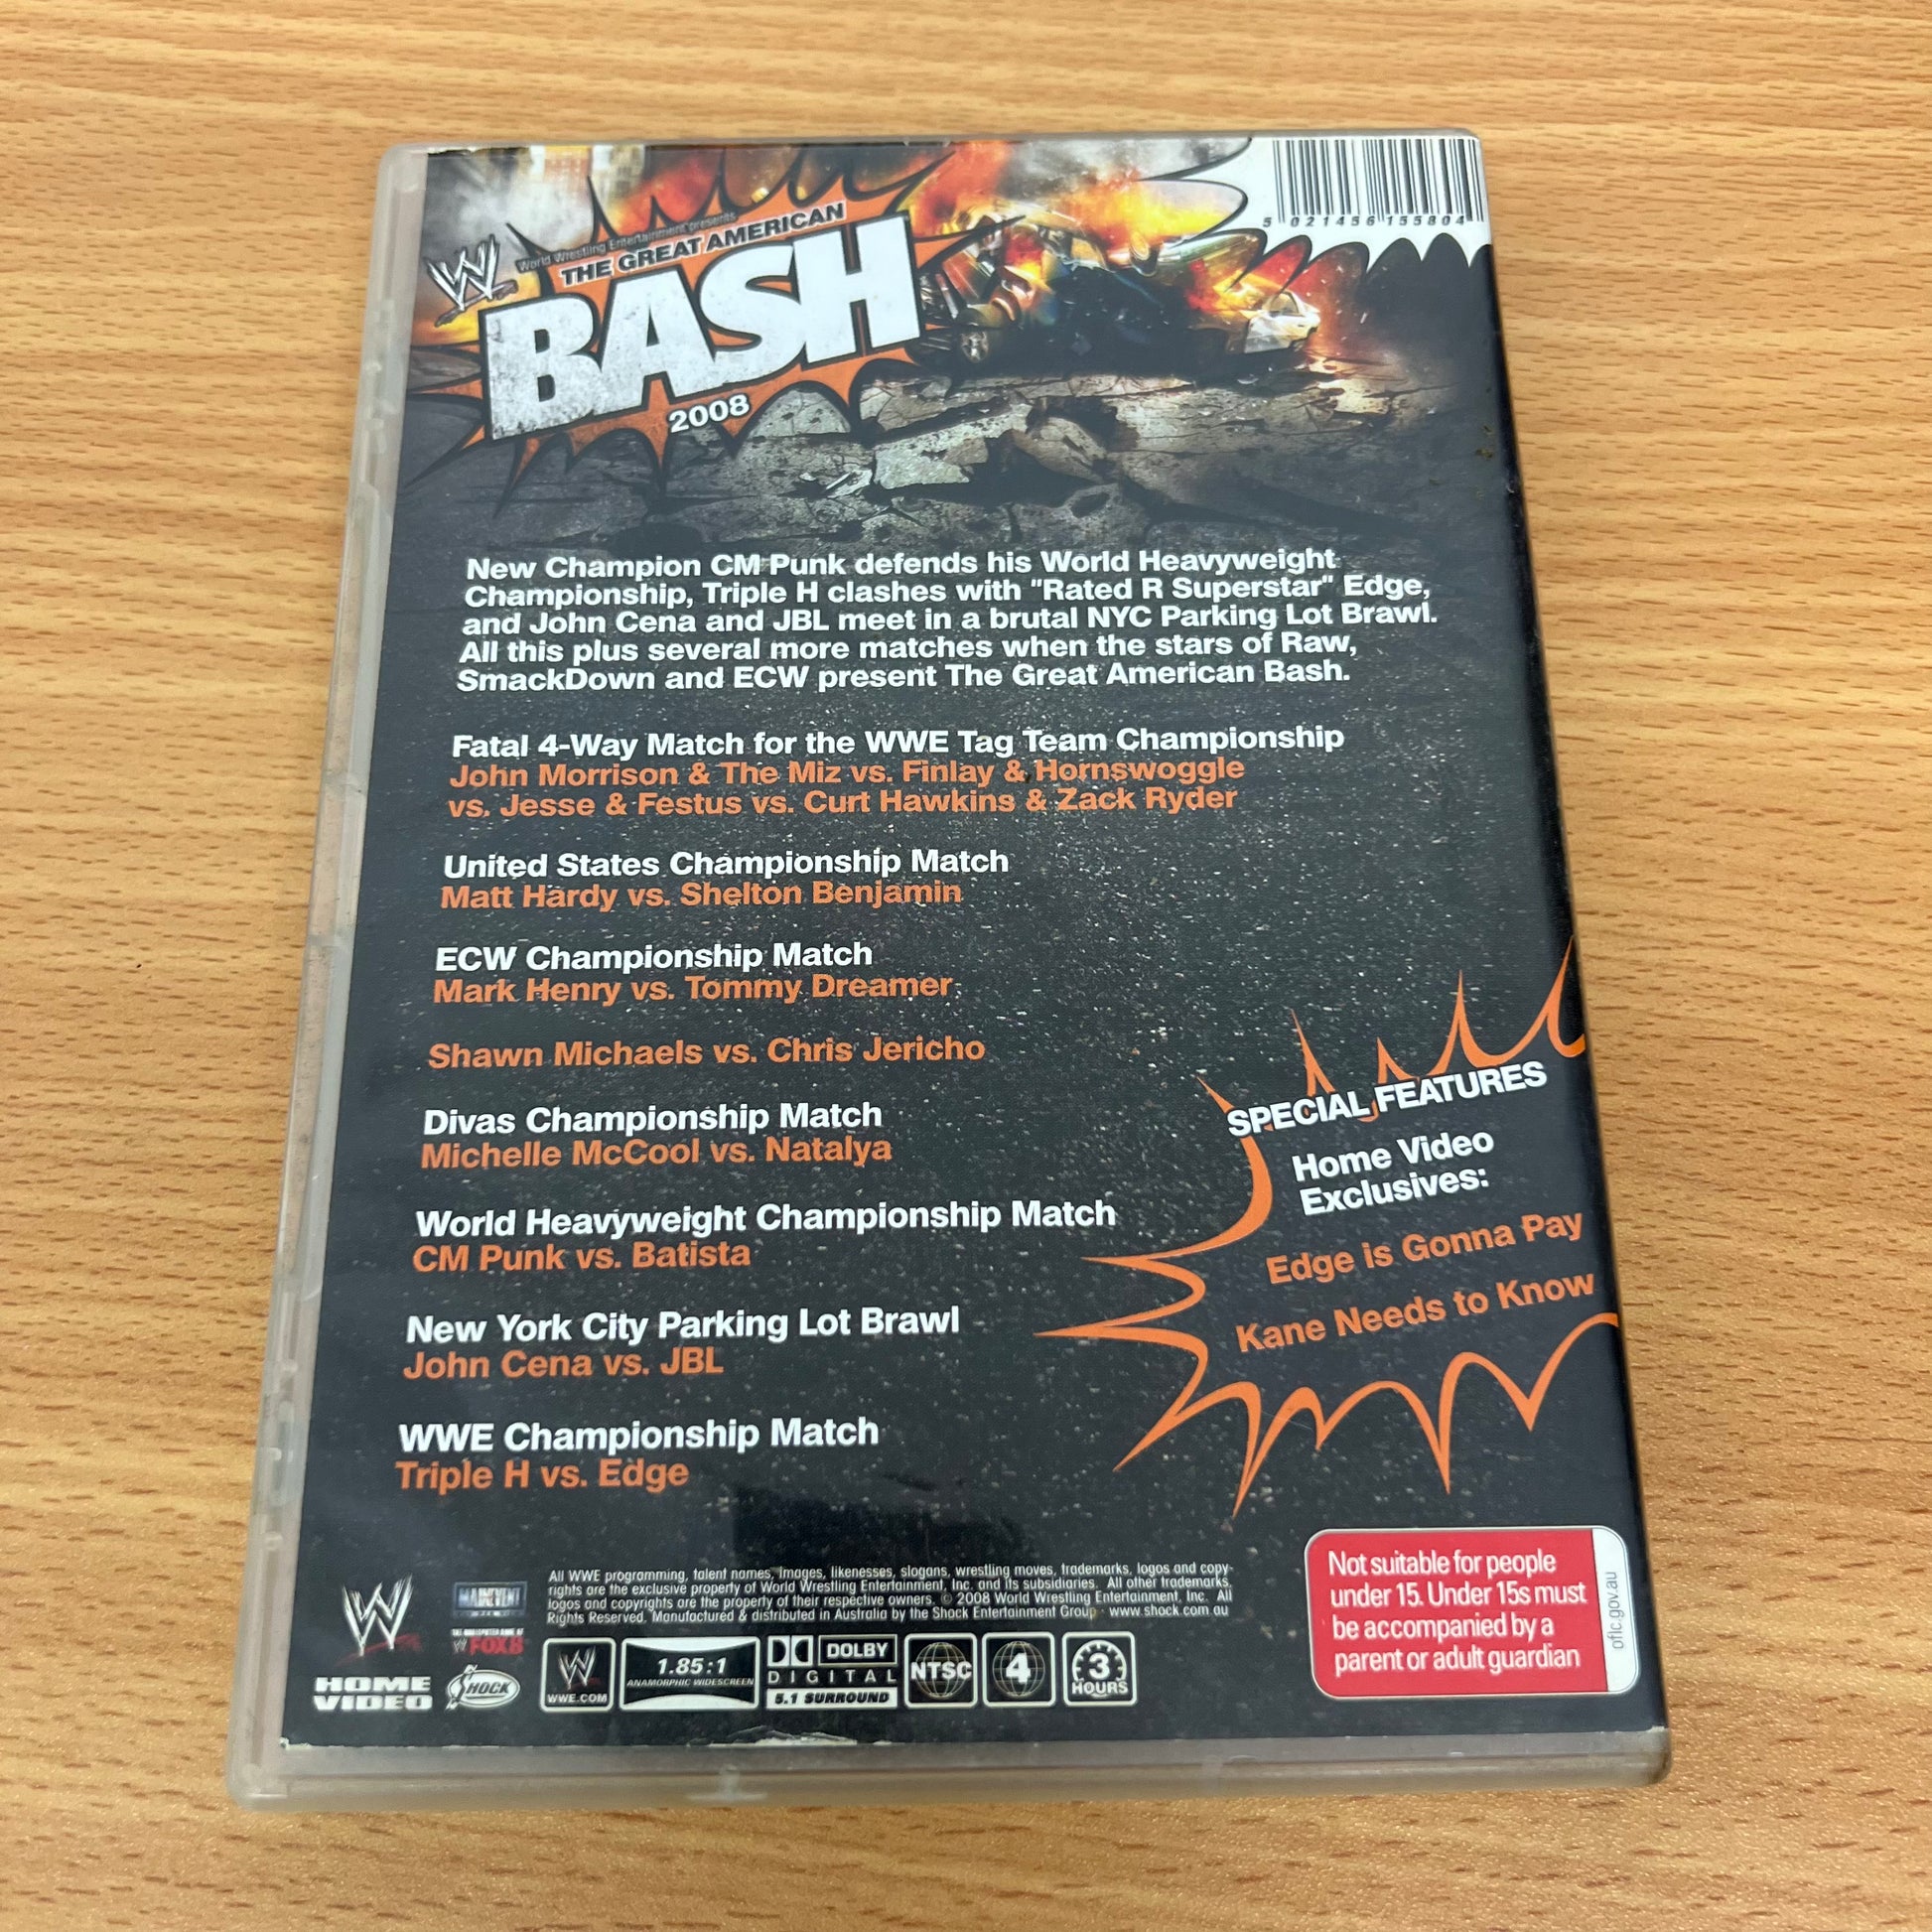 World Wrestling Entertainment presents
THE GREAT AMERICAN
BASH
2008
5 021456 155804
New Champion CM Punk defends his World Heavyweight
Championship, Triple H clashes with "Rated R Superstar" Edge,
and John Cena and JBL meet in a brutal NYC Parking Lot Brawl.
All this plus several more matches when the stars of Raw,
SmackDown and ECW present The Great American Bash.
Fatal 4-Way Match for the WWE Tag Team Championship
John Morrison & The Miz vs. Finlay & Hornswoggle
vs. Jesse & Festus vs. Curt Hawkins & Zack Ryder
United States Championship Match
Matt Hardy vs. Shelton Benjamin
ECW Championship Match
Mark Henry vs. Tommy Dreamer
Shawn Michaels vs. Chris Jericho
Divas Championship Match
Michelle McCool vs. Natalya
World Heavyweight Championship Match
CM Punk vs. Batista
New York City Parking Lot Brawl
John Cena vs. JBL
WWE Championship Match
Triple H vs. Edge
SPECIAL FEATURES
Home Video
Exclusives:
Edge is Gonna Pay
Kane Needs to Know
W
HOME
VIDEO
MAINEVENT
FOX8
SHOCK
All WWE programming, talent names, images, likenesses, slogans, wrestling moves, trademarks, logos and copy-
rights are the exclusive property of World Wrestling Entertainment, Inc. and its subsidiaries. All other trademarks,
logos and copyrights are the property of their respective owners. © 2008 World Wrestling Entertainment, Inc. All
Rights Reserved. Manufactured & distributed in Australia by the Shock Entertainment Group - www.shock.com.au
WWE.COM
1.85:1
ANAMORPHIC WIDESCREEN
DOLBY
DIGITAL
5.1 SURROUND
NTSC
4
3
HOURS
Not suitable for people
under 15. Under 15s must
be accompanied by a
parent or adult guardian
oflc.gov.au